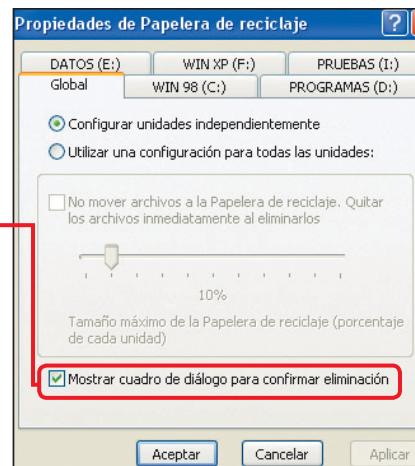 Propiedades de Papelera de reciclaje
DATOS (E:) WIN XP (F:) PRUEBAS (I:)
Global WIN 98 (C:) PROGRAMAS (D:)
Configurar unidades independientemente
Utilizar una configuración para todas las unidades:
No mover archivos a la Papelera de reciclaje. Quitar
los archivos inmediatamente al eliminarlos
10%
Tamaño máximo de la Papelera de reciclaje (porcentaje
de cada unidad)
Mostrar cuadro de diálogo para confirmar eliminación
Aceptar Cancelar Aplicar